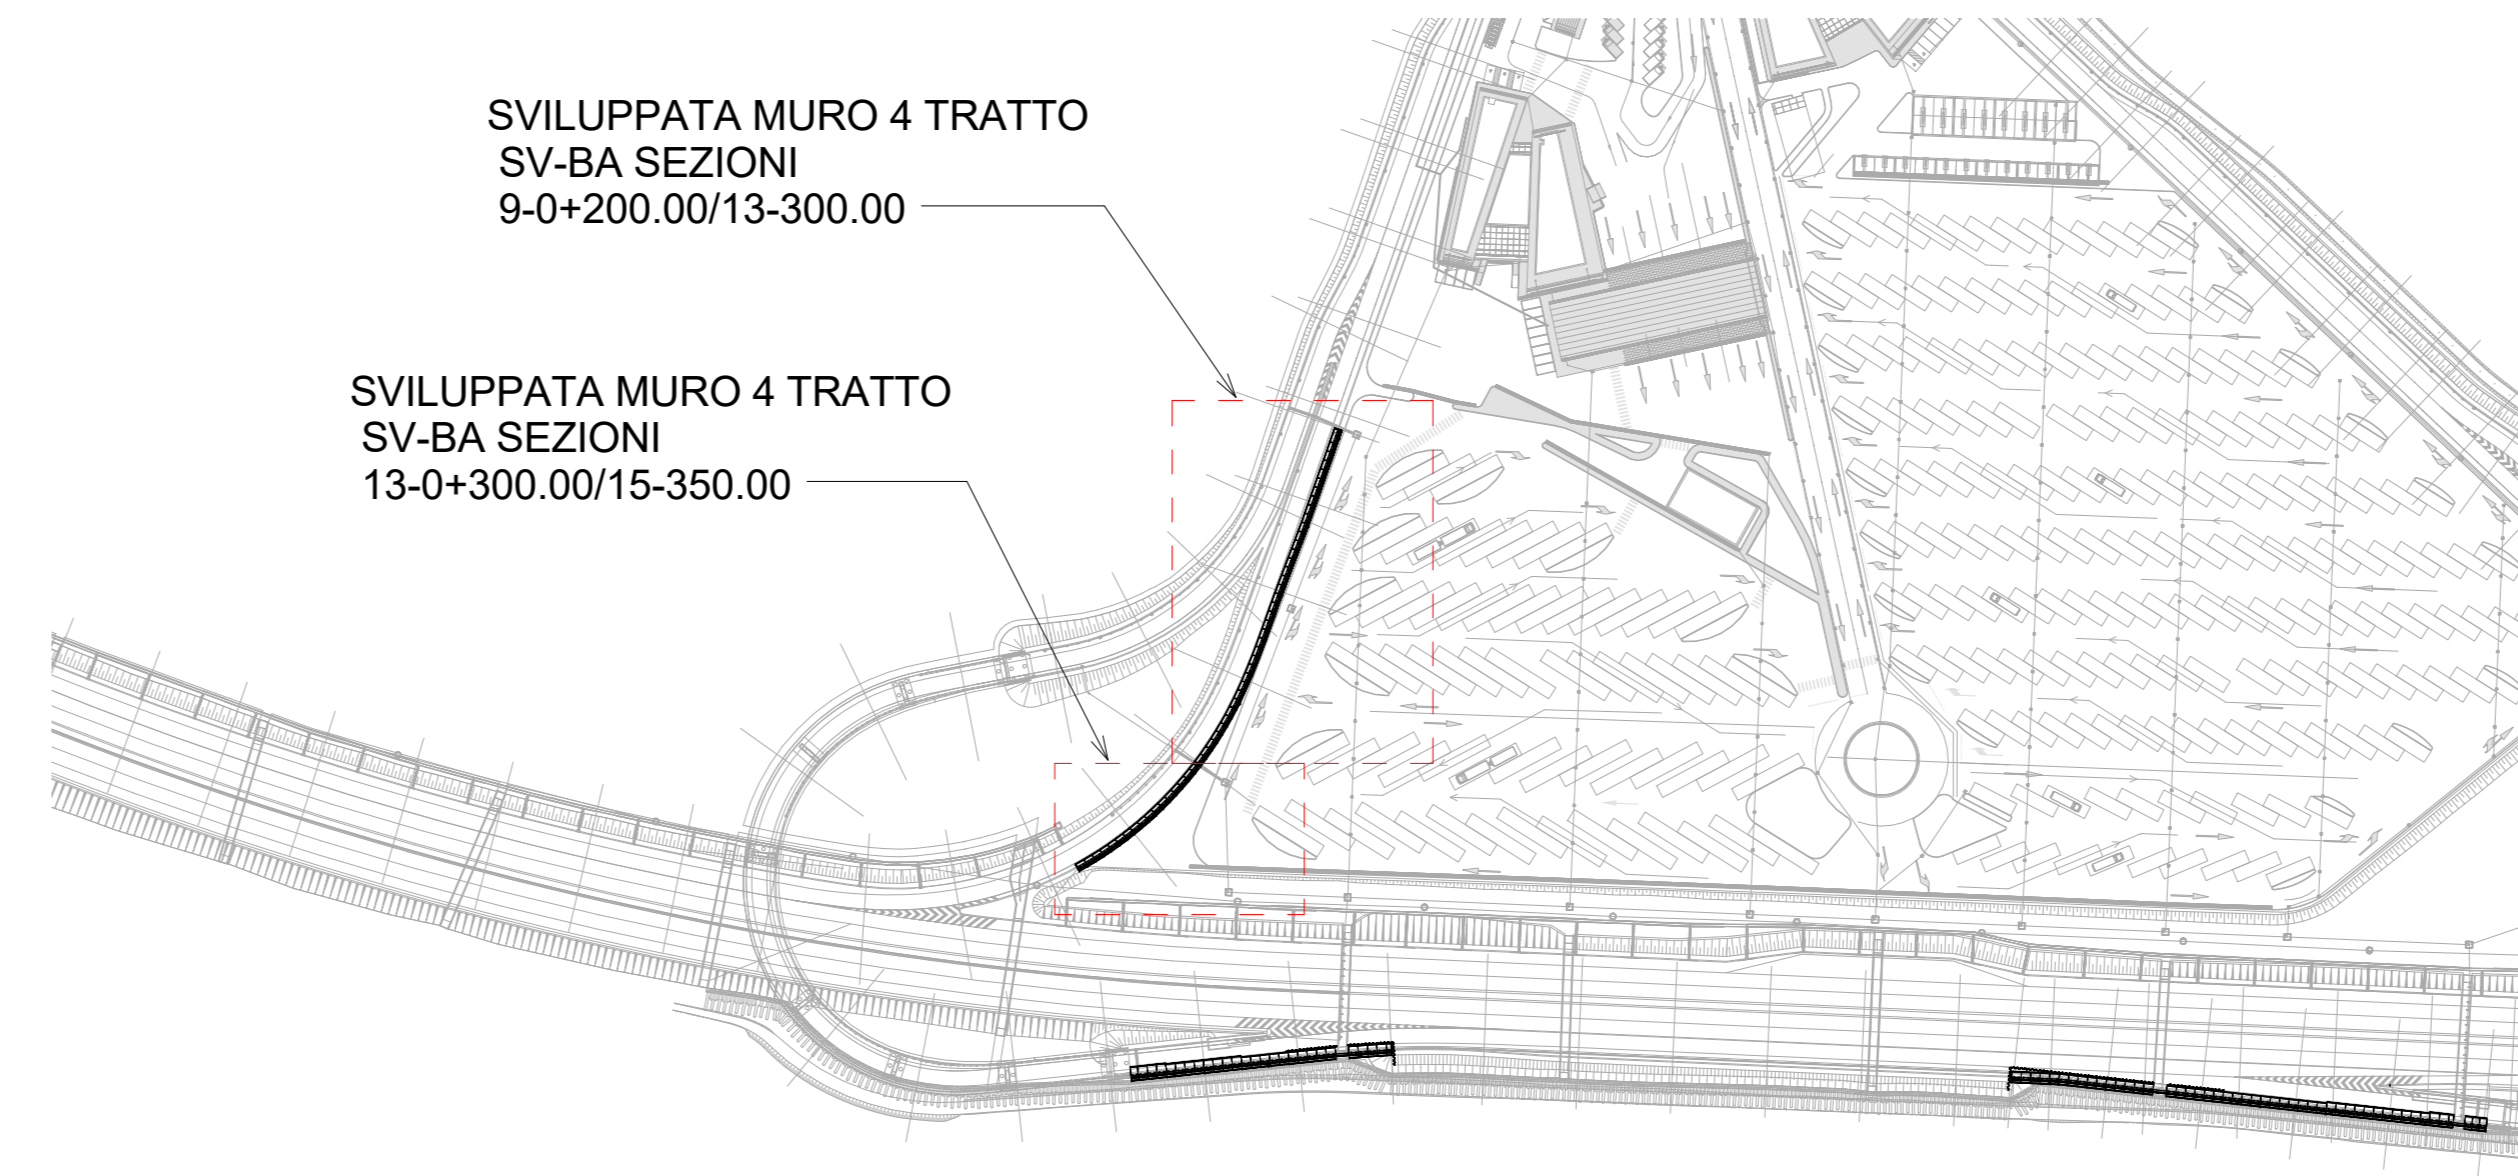 SVILUPPATA MURO 4 TRATTO
SV-BA SEZIONI
9-0+200.00/13-300.00
SVILUPPATA MURO 4 TRATTO
SV-BA SEZIONI
13-0+300.00/15-350.00